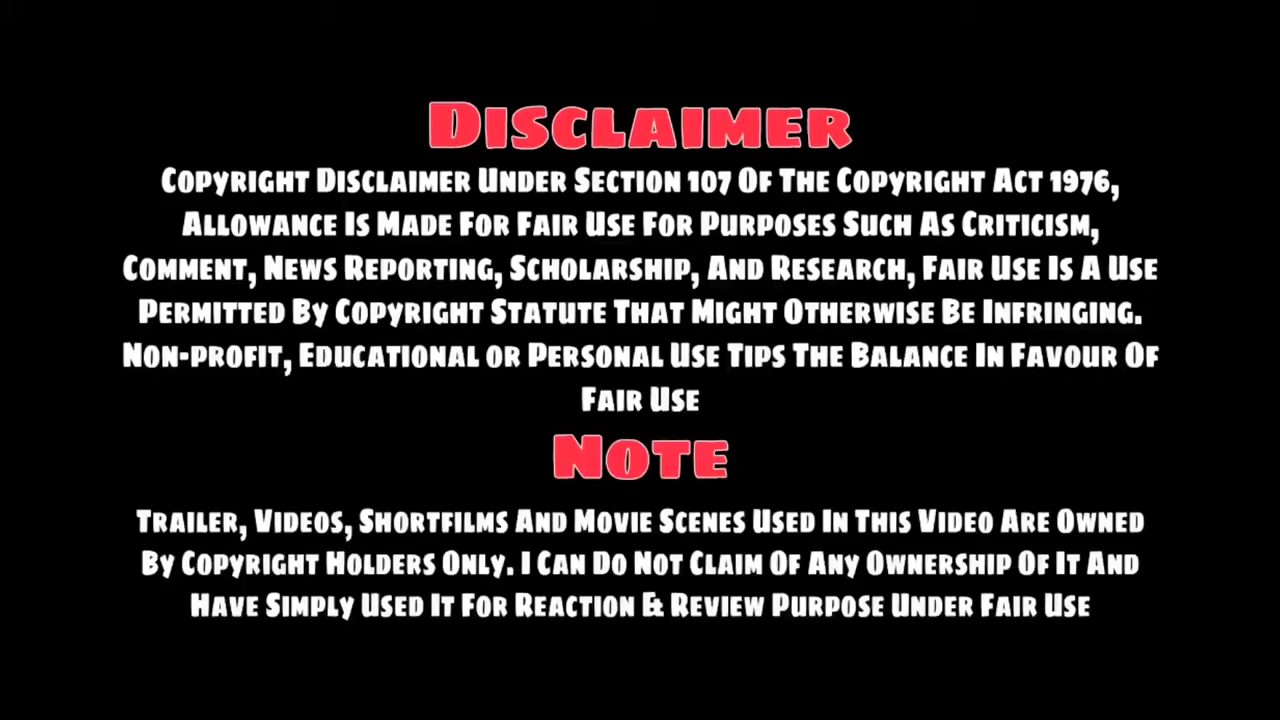 Disclaimer
Copyright Disclaimer Under Section 107 Of The Copyright Act 1976,
Allowance Is Made For Fair Use For Purposes Such As Criticism,
Comment, News Reporting, Scholarship, And Research, Fair Use Is A Use
Permitted By Copyright Statute That Might Otherwise Be Infringing.
Non-profit, Educational or Personal Use Tips The Balance In Favour Of
Fair Use
Note
Trailer, Videos, Shortfilms And Movie Scenes Used In This Video Are Owned
By Copyright Holders Only. I Can Do Not Claim Of Any Ownership Of It And
Have Simply Used It For Reaction & Review Purpose Under Fair Use